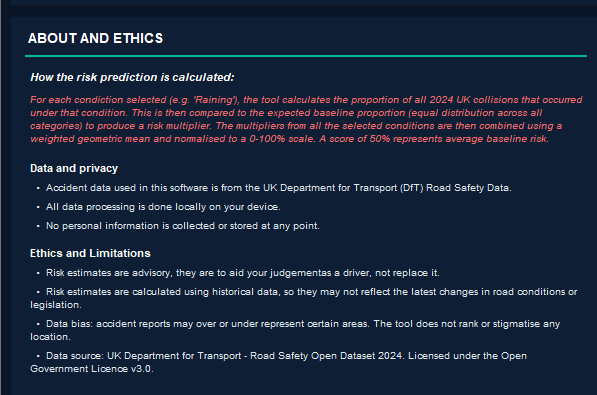 ABOUT AND ETHICS
How the risk prediction is calculated:
For each condiction selected (e.g. 'Raining'), the tool calculates the proportion of all 2024 UK collisions that occurred
under that condition. This is then compared to the expected baseline proportion (equal distribution across all
categories) to produce a risk multiplier. The multipliers from all the selected conditions are then combined using a
weighted geometric mean and normalised to a 0-100% scale. A score of 50% represents average baseline risk.
Data and privacy
• Accident data used in this software is from the UK Department for Transport (DfT) Road Safety Data.
• All data processing is done locally on your device.
• No personal information is collected or stored at any point.
Ethics and Limitations
• Risk estimates are advisory, they are to aid your judgementas a driver, not replace it.
• Risk estimates are calculated using historical data, so they may not reflect the latest changes in road conditions or
legislation.
• Data bias: accident reports may over or under represent certain areas. The tool does not rank or stigmatise any
location.
• Data source: UK Department for Transport - Road Safety Open Dataset 2024. Licensed under the Open
Government Licence v3.0.